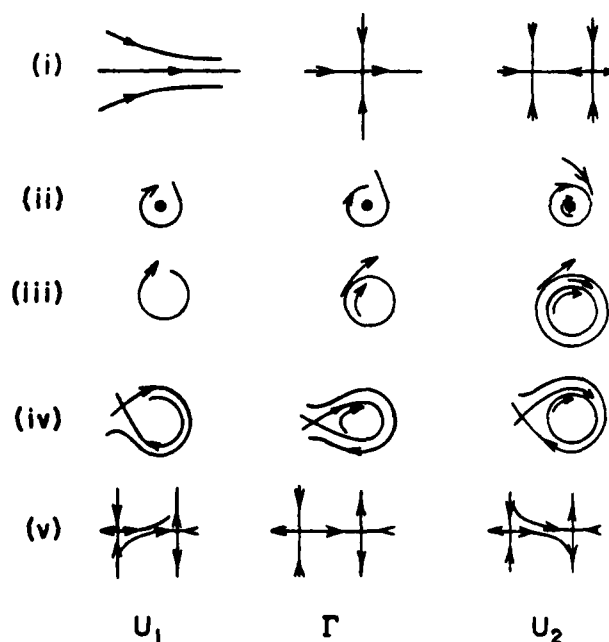 (i)
(ii)
(iii)
(iv)
(v)
U₁ Γ U₂